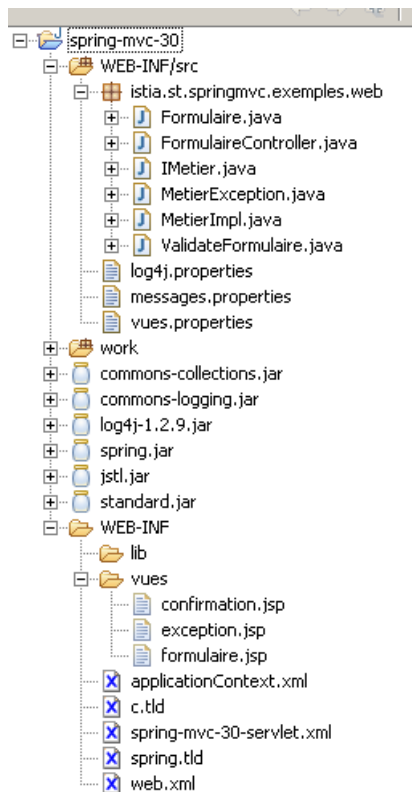 spring-mvc-30
WEB-INF/src
istia.st.springmvc.exemples.web
Formulaire.java
FormulaireController.java
IMetier.java
MetierException.java
MetierImpl.java
ValidateFormulaire.java
log4j.properties
messages.properties
vues.properties
work
commons-collections.jar
commons-logging.jar
log4j-1.2.9.jar
spring.jar
jstl.jar
standard.jar
WEB-INF
lib
vues
confirmation.jsp
exception.jsp
formulaire.jsp
applicationContext.xml
c.tld
spring-mvc-30-servlet.xml
spring.tld
web.xml